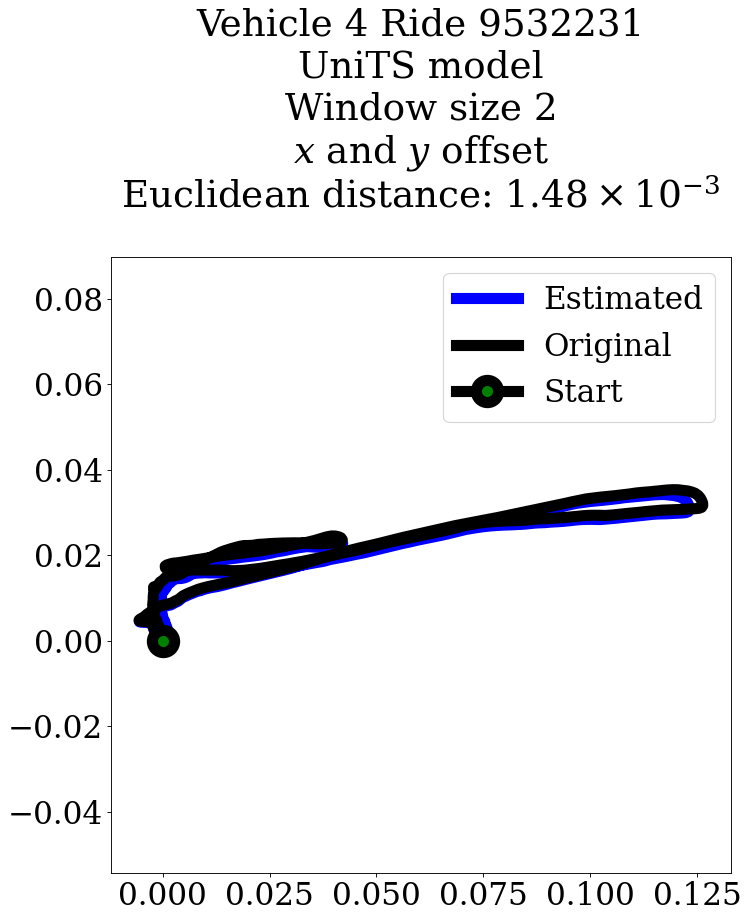 Vehicle 4 Ride 9532231
UniTS model
Window size 2
x and y offset
Euclidean distance: 1.48 × 10⁻³
Estimated
Original
Start
0.08
0.06
0.04
0.02
0.00
−0.02
−0.04
0.000 0.025 0.050 0.075 0.100 0.125